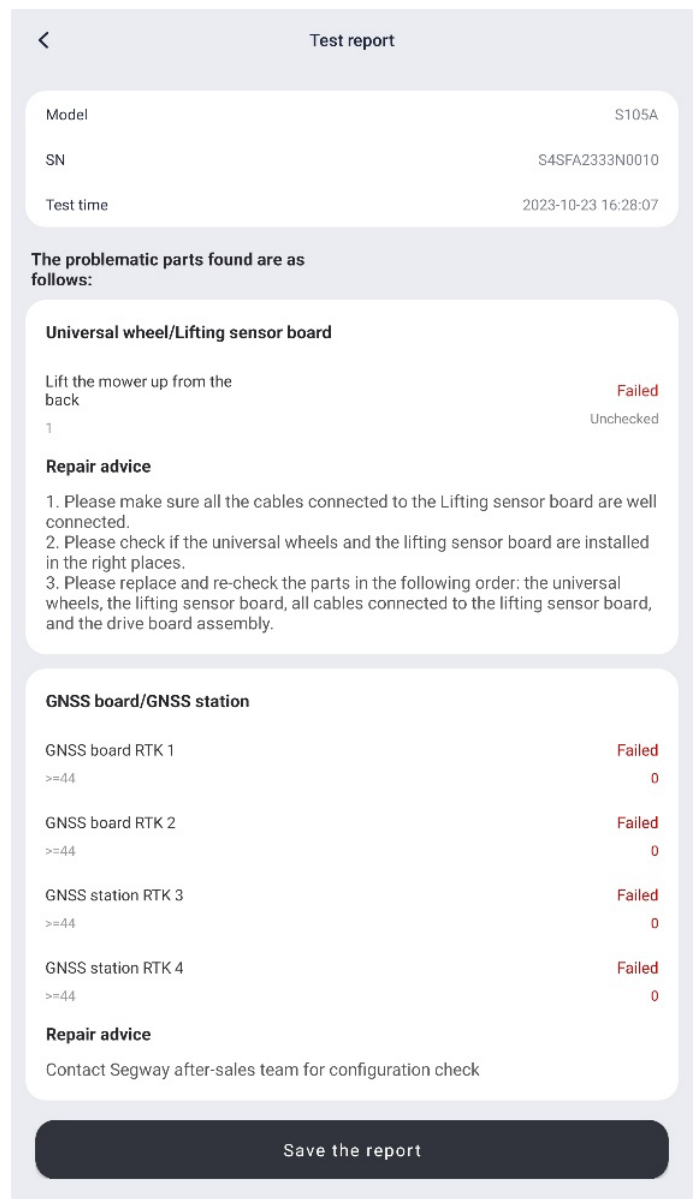 Test report
Model S105A
SN S4SFA2333N0010
Test time 2023-10-23 16:28:07
The problematic parts found are as
follows:
Universal wheel/Lifting sensor board
Lift the mower up from the
back
Failed
1 Unchecked
Repair advice
1. Please make sure all the cables connected to the Lifting sensor board are well
connected.
2. Please check if the universal wheels and the lifting sensor board are installed
in the right places.
3. Please replace and re-check the parts in the following order: the universal
wheels, the lifting sensor board, all cables connected to the lifting sensor board,
and the drive board assembly.
GNSS board/GNSS station
GNSS board RTK 1 Failed
>=44 0
GNSS board RTK 2 Failed
>=44 0
GNSS station RTK 3 Failed
>=44 0
GNSS station RTK 4 Failed
>=44 0
Repair advice
Contact Segway after-sales team for configuration check
Save the report